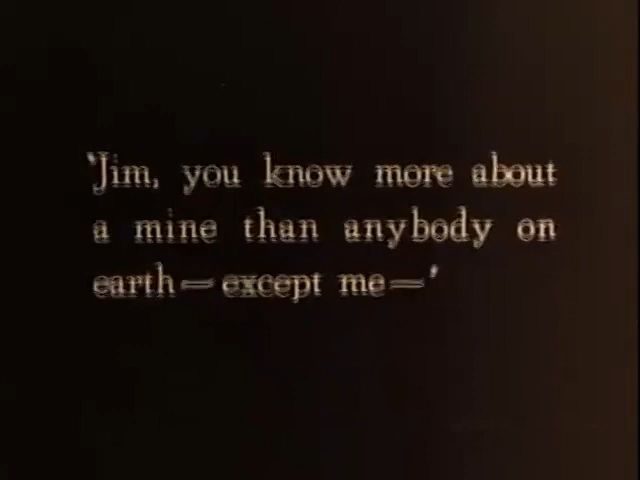 'Jim, you know more about
a mine than anybody on
earth—except me—'